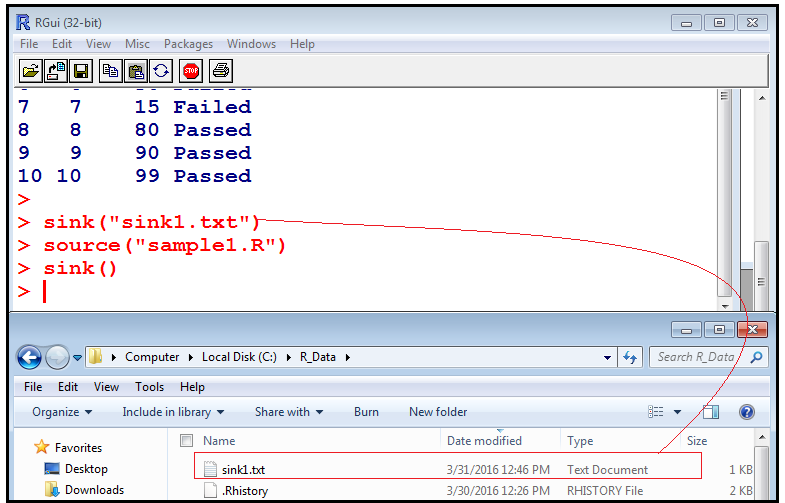 RGui (32-bit)
File Edit View Misc Packages Windows Help
STOP
7 7 15 Failed
8 8 80 Passed
9 9 90 Passed
10 10 99 Passed
>
> sink("sink1.txt")
> source("sample1.R")
> sink()
>
Computer Local Disk (C:) R_Data Search R_Data
File Edit View Tools Help
Organize Include in library Share with Burn New folder
Favorites Name Date modified Type Size
Desktop sink1.txt 3/31/2016 12:46 PM Text Document 1 KB
Downloads .Rhistory 3/30/2016 12:26 PM RHISTORY File 2 KB